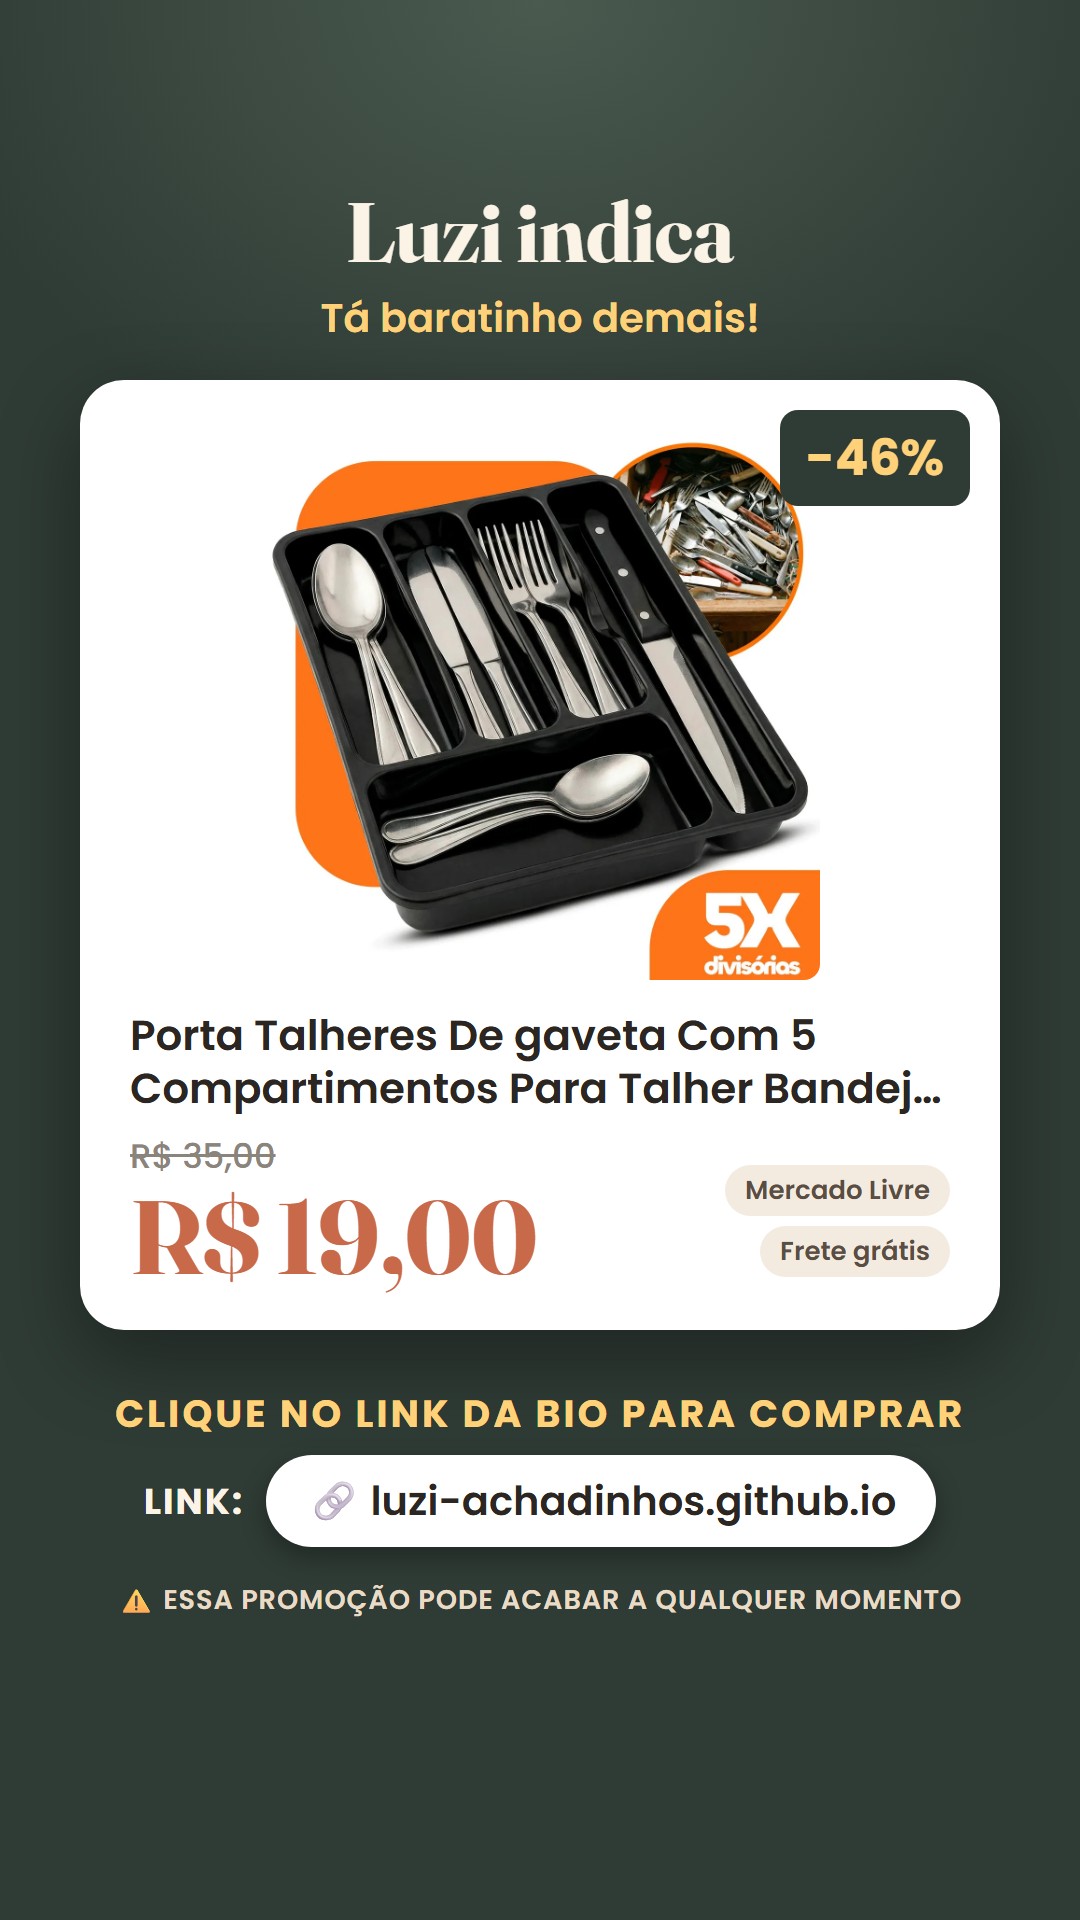 Luzi indica
Tá baratinho demais!
-46%
5X
divisórias
Porta Talheres De gaveta Com 5
Compartimentos Para Talher Bandej...
R$ 35,00
R$ 19,00
Mercado Livre
Frete grátis
CLIQUE NO LINK DA BIO PARA COMPRAR
LINK: 🔗 luzi-achadinhos.github.io
⚠️ ESSA PROMOÇÃO PODE ACABAR A QUALQUER MOMENTO